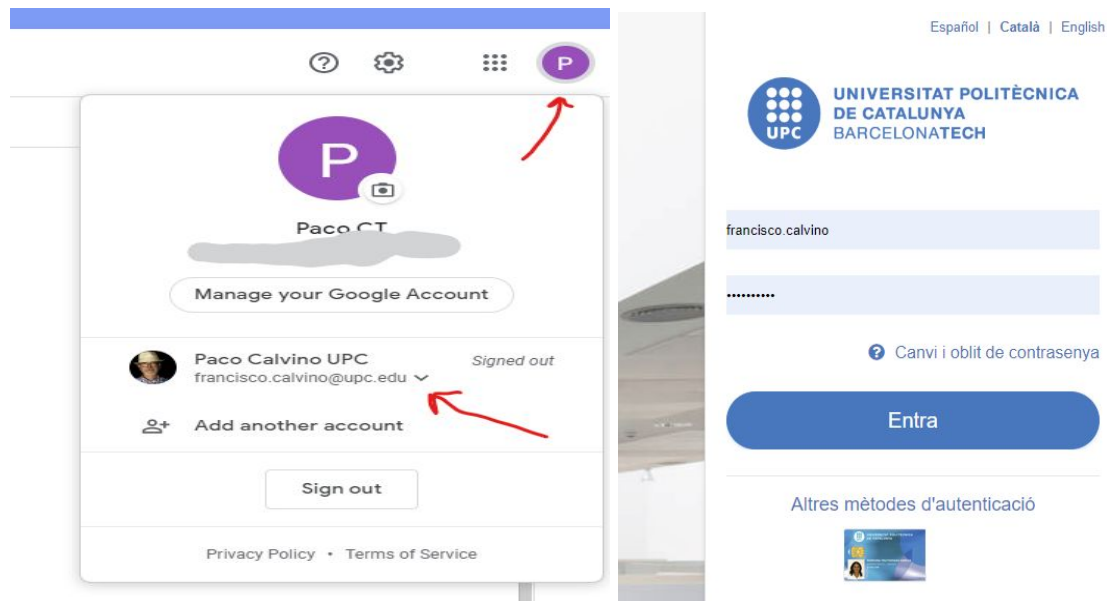 P
P
Paco CT
Manage your Google Account
Paco Calvino UPC
Signed out
francisco.calvino@upc.edu
Add another account
Sign out
Privacy Policy • Terms of Service
Español | Català | English
UNIVERSITAT POLITÈCNICA
DE CATALUNYA
BARCELONATECH
UPC
francisco.calvino
••••••••••
Canvi i oblit de contrasenya
Entra
Altres mètodes d'autenticació